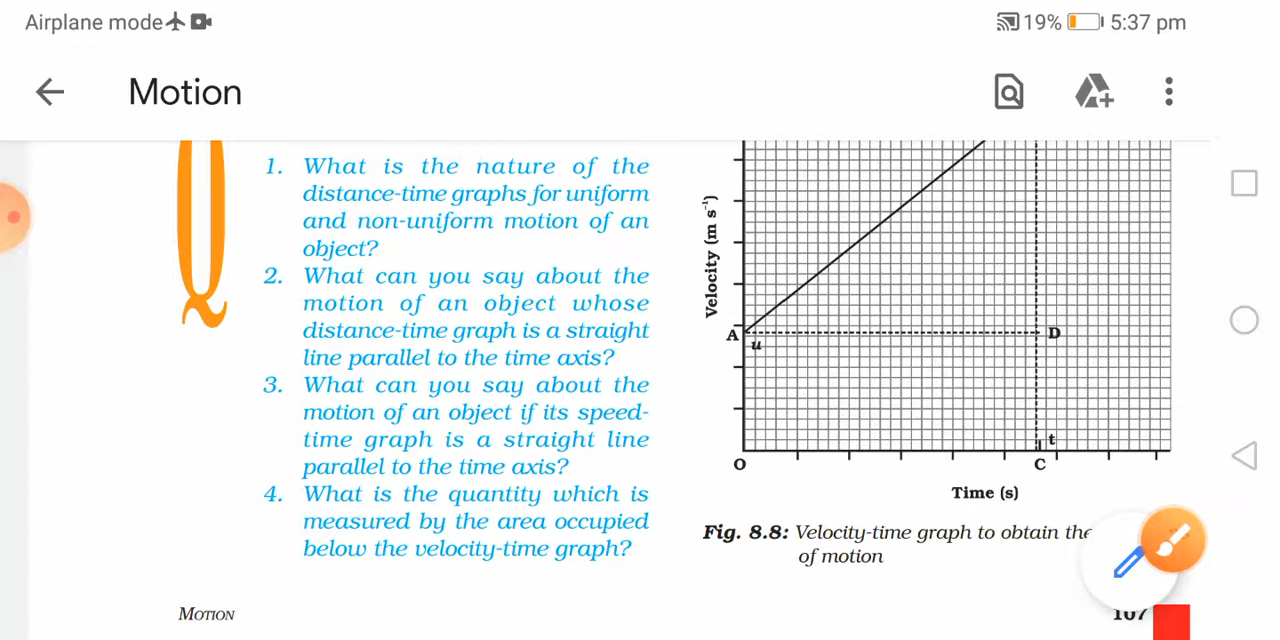 Airplane mode
19% 5:37 pm
Motion
Q
1. What is the nature of the
distance-time graphs for uniform
and non-uniform motion of an
object?
2. What can you say about the
motion of an object whose
distance-time graph is a straight
line parallel to the time axis?
3. What can you say about the
motion of an object if its speed-
time graph is a straight line
parallel to the time axis?
4. What is the quantity which is
measured by the area occupied
below the velocity-time graph?
MOTION
Velocity (m s⁻¹)
A
u
D
t
O
C
Time (s)
Fig. 8.8: Velocity-time graph to obtain the
of motion
107